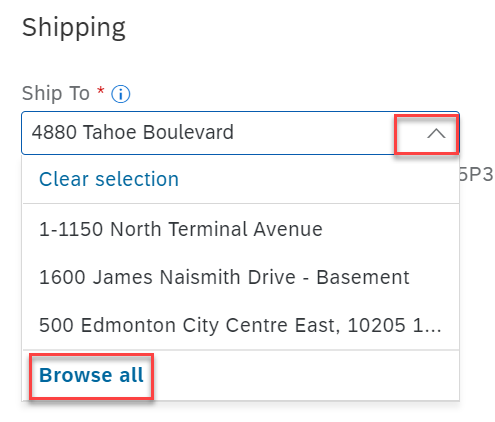 Shipping
Ship To *
4880 Tahoe Boulevard
Clear selection
5P3
1-1150 North Terminal Avenue
1600 James Naismith Drive - Basement
500 Edmonton City Centre East, 10205 1...
Browse all